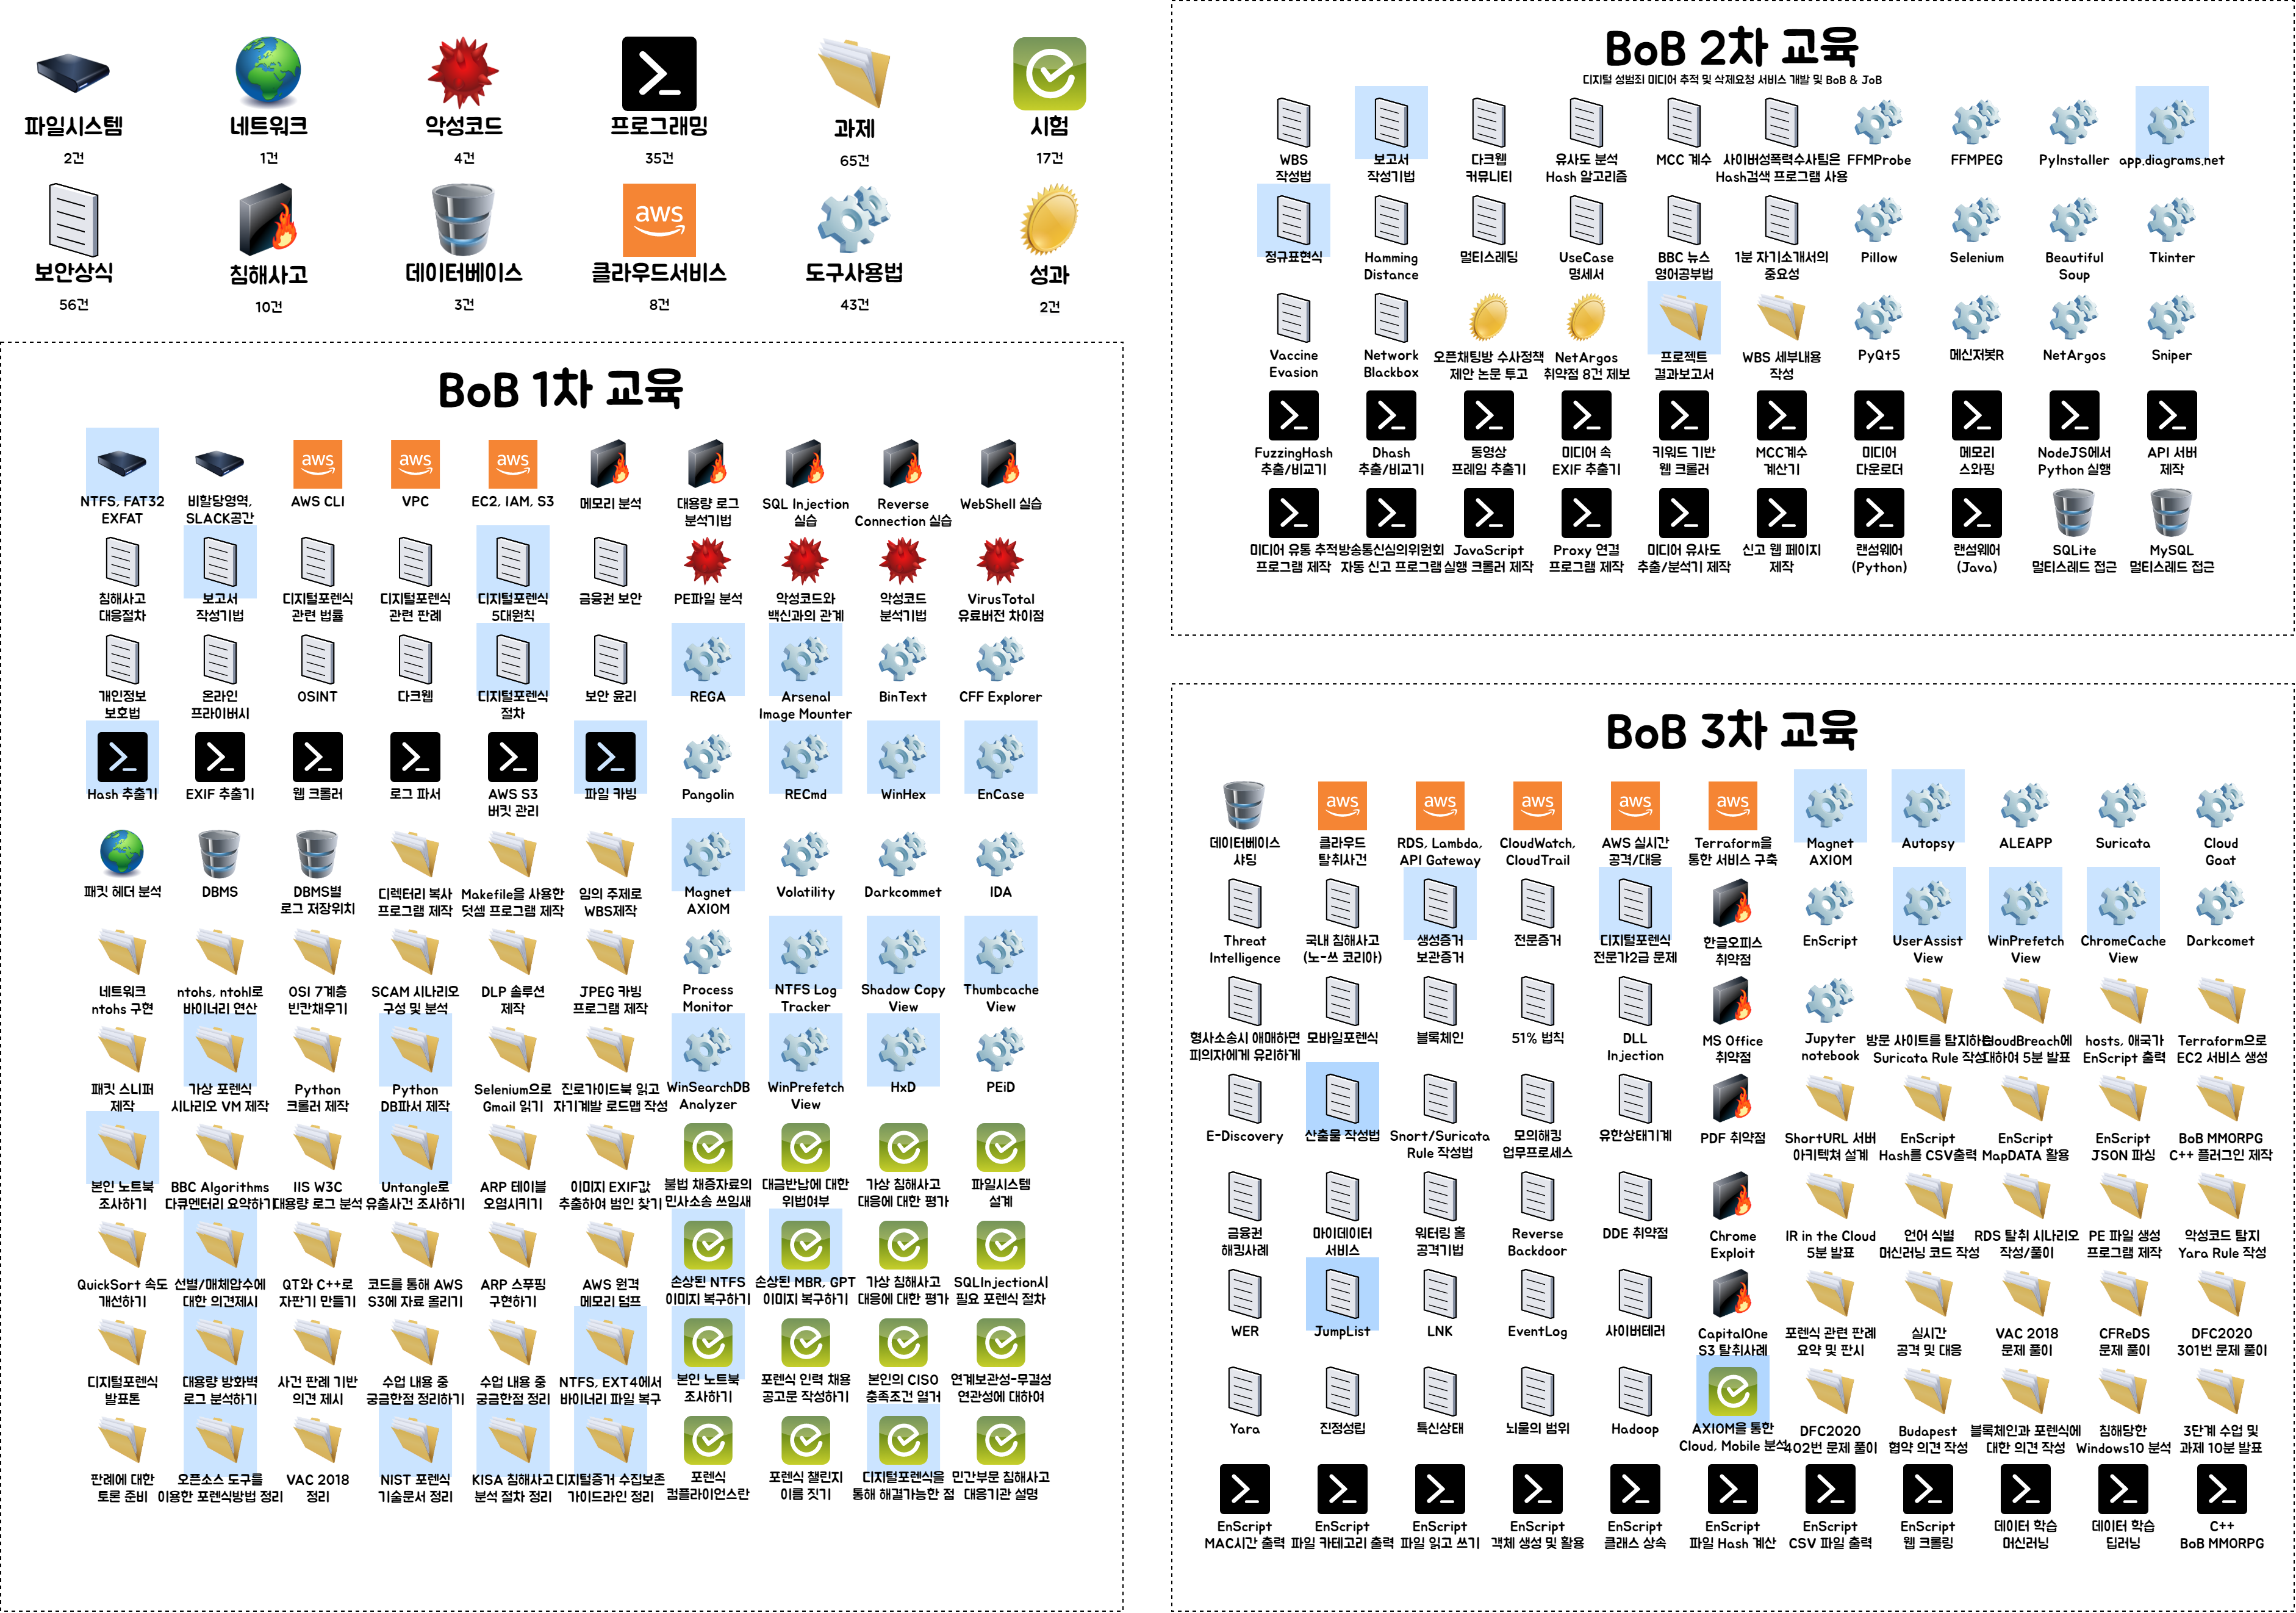 파일시스템
2건
네트워크
1건
악성코드
4건
프로그래밍
35건
과제
65건
시험
17건
보안상식
56건
침해사고
10건
데이터베이스
3건
aws
클라우드서비스
8건
도구사용법
43건
성과
2건
BoB 1차 교육
NTFS, FAT32
EXFAT
비할당영역,
SLACK공간
aws
AWS CLI
aws
VPC
aws
EC2, IAM, S3
메모리 분석
대용량 로그
분석기법
SQL Injection
실습
Reverse
Connection 실습
WebShell 실습
침해사고
대응절차
보고서
작성기법
디지털포렌식
관련 법률
디지털포렌식
관련 판례
디지털포렌식
5대원칙
금융권 보안
PE파일 분석
악성코드와
백신과의 관계
악성코드
분석기법
VirusTotal
유료버전 차이점
개인정보
보호법
온라인
프라이버시
OSINT
다크웹
디지털포렌식
절차
보안 윤리
REGA
Arsenal
Image Mounter
BinText
CFF Explorer
Hash 추출기
EXIF 추출기
웹 크롤러
로그 파서
AWS S3
버킷 관리
파일 카빙
Pangolin
RECmd
WinHex
EnCase
패킷 헤더 분석
DBMS
DBMS별
로그 저장위치
디렉터리 복사
프로그램 제작
Makefile을 사용한
덧셈 프로그램 제작
임의 주제로
WBS제작
Magnet
AXIOM
Volatility
Darkcommet
IDA
네트워크
ntohs 구현
ntohs, ntohl로
바이너리 연산
OSI 7계층
빈칸채우기
SCAM 시나리오
구성 및 분석
DLP 솔루션
제작
JPEG 카빙
프로그램 제작
Process
Monitor
NTFS Log
Tracker
Shadow Copy
View
Thumbcache
View
패킷 스니퍼
제작
가상 포렌식
시나리오 VM 제작
Python
크롤러 제작
Python
DB파서 제작
Selenium으로
Gmail 읽기
진로가이드북 읽고
자기계발 로드맵 작성
WinSearchDB
Analyzer
WinPrefetch
View
HxD
PEiD
본인 노트북
조사하기
BBC Algorithms
다큐멘터리 요약하기
IIS W3C
대용량 로그 분석
Untangle로
유출사건 조사하기
ARP 테이블
오염시키기
이미지 EXIF값
추출하여 범인 찾기
불법 채증자료의
민사소송 쓰임새
대금반납에 대한
위법여부
가상 침해사고
대응에 대한 평가
파일시스템
설계
QuickSort 속도
개선하기
선별/매체압수에
대한 의견제시
QT와 C++로
자판기 만들기
코드를 통해 AWS
S3에 자료 올리기
ARP 스푸핑
구현하기
AWS 원격
메모리 덤프
손상된 NTFS
이미지 복구하기
손상된 MBR, GPT
이미지 복구하기
가상 침해사고
대응에 대한 평가
SQLInjection시
필요 포렌식 절차
디지털포렌식
발표톤
대용량 방화벽
로그 분석하기
사건 판례 기반
의견 제시
수업 내용 중
궁금한점 정리하기
수업 내용 중
궁금한점 정리
NTFS, EXT4에서
바이너리 파일 복구
본인 노트북
조사하기
포렌식 인력 채용
공고문 작성하기
본인의 CISO
충족조건 열거
연계보관성-무결성
연관성에 대하여
판례에 대한
토론 준비
오픈소스 도구를
이용한 포렌식방법 정리
VAC 2018
정리
NIST 포렌식
기술문서 정리
KISA 침해사고
분석 절차 정리
디지털증거 수집보존
가이드라인 정리
포렌식
컴플라이언스란
포렌식 챌린지
이름 짓기
디지털포렌식을
통해 해결가능한 점
민간부문 침해사고
대응기관 설명
BoB 2차 교육
디지털 성범죄 미디어 추적 및 삭제요청 서비스 개발 및 BoB & JoB
WBS
작성법
보고서
작성기법
다크웹
커뮤니티
유사도 분석
Hash 알고리즘
MCC 계수
사이버성폭력수사팀은
Hash검색 프로그램 사용
FFMProbe
FFMPEG
PyInstaller
app.diagrams.net
정규표현식
Hamming
Distance
멀티스레딩
UseCase
명세서
BBC 뉴스
영어공부법
1분 자기소개서의
중요성
Pillow
Selenium
Beautiful
Soup
Tkinter
Vaccine
Evasion
Network
Blackbox
오픈채팅방 수사정책
제안 논문 투고
NetArgos
취약점 8건 제보
프로젝트
결과보고서
WBS 세부내용
작성
PyQt5
메신저봇R
NetArgos
Sniper
FuzzingHash
추출/비교기
Dhash
추출/비교기
동영상
프레임 추출기
미디어 속
EXIF 추출기
키워드 기반
웹 크롤러
MCC계수
계산기
미디어
다운로더
메모리
스와핑
NodeJS에서
Python 실행
API 서버
제작
미디어 유통 추적
프로그램 제작
방송통신심의위원회
자동 신고 프로그램
JavaScript
실행 크롤러 제작
Proxy 연결
프로그램 제작
미디어 유사도
추출/분석기 제작
신고 웹 페이지
제작
랜섬웨어
(Python)
랜섬웨어
(Java)
SQLite
멀티스레드 접근
MySQL
멀티스레드 접근
BoB 3차 교육
데이터베이스
샤딩
aws
클라우드
탈취사건
aws
RDS, Lambda,
API Gateway
aws
CloudWatch,
CloudTrail
aws
AWS 실시간
공격/대응
aws
Terraform을
통한 서비스 구축
Magnet
AXIOM
Autopsy
ALEAPP
Suricata
Cloud
Goat
Threat
Intelligence
국내 침해사고
(노-쓰 코리아)
생성증거
보관증거
전문증거
디지털포렌식
전문가2급 문제
한글오피스
취약점
EnScript
UserAssist
View
WinPrefetch
View
ChromeCache
View
Darkcomet
형사소송시 애매하면
피의자에게 유리하게
모바일포렌식
블록체인
51% 법칙
DLL
Injection
MS Office
취약점
Jupyter
notebook
방문 사이트를 탐지하는
Suricata Rule 작성
CloudBreach에
대하여 5분 발표
hosts, 애국가
EnScript 출력
Terraform으로
EC2 서비스 생성
E-Discovery
산출물 작성법
Snort/Suricata
Rule 작성법
모의해킹
업무프로세스
유한상태기계
PDF 취약점
ShortURL 서버
아키텍쳐 설계
EnScript
Hash를 CSV출력
EnScript
MapDATA 활용
EnScript
JSON 파싱
BoB MMORPG
C++ 플러그인 제작
금융권
해킹사례
마이데이터
서비스
워터링 홀
공격기법
Reverse
Backdoor
DDE 취약점
Chrome
Exploit
IR in the Cloud
5분 발표
언어 식별
머신러닝 코드 작성
RDS 탈취 시나리오
작성/풀이
PE 파일 생성
프로그램 제작
악성코드 탐지
Yara Rule 작성
WER
JumpList
LNK
EventLog
사이버테러
CapitalOne
S3 탈취사례
포렌식 관련 판례
요약 및 판시
실시간
공격 및 대응
VAC 2018
문제 풀이
CFReDS
문제 풀이
DFC2020
301번 문제 풀이
Yara
진정성립
특신상태
뇌물의 범위
Hadoop
AXIOM을 통한
Cloud, Mobile 분석
DFC2020
402번 문제 풀이
Budapest
협약 의견 작성
블록체인과 포렌식에
대한 의견 작성
침해당한
Windows10 분석
3단계 수업 및
과제 10분 발표
EnScript
MAC시간 출력
EnScript
파일 카테고리 출력
EnScript
파일 읽고 쓰기
EnScript
객체 생성 및 활용
EnScript
클래스 상속
EnScript
파일 Hash 계산
EnScript
CSV 파일 출력
EnScript
웹 크롤링
데이터 학습
머신러닝
데이터 학습
딥러닝
C++
BoB MMORPG